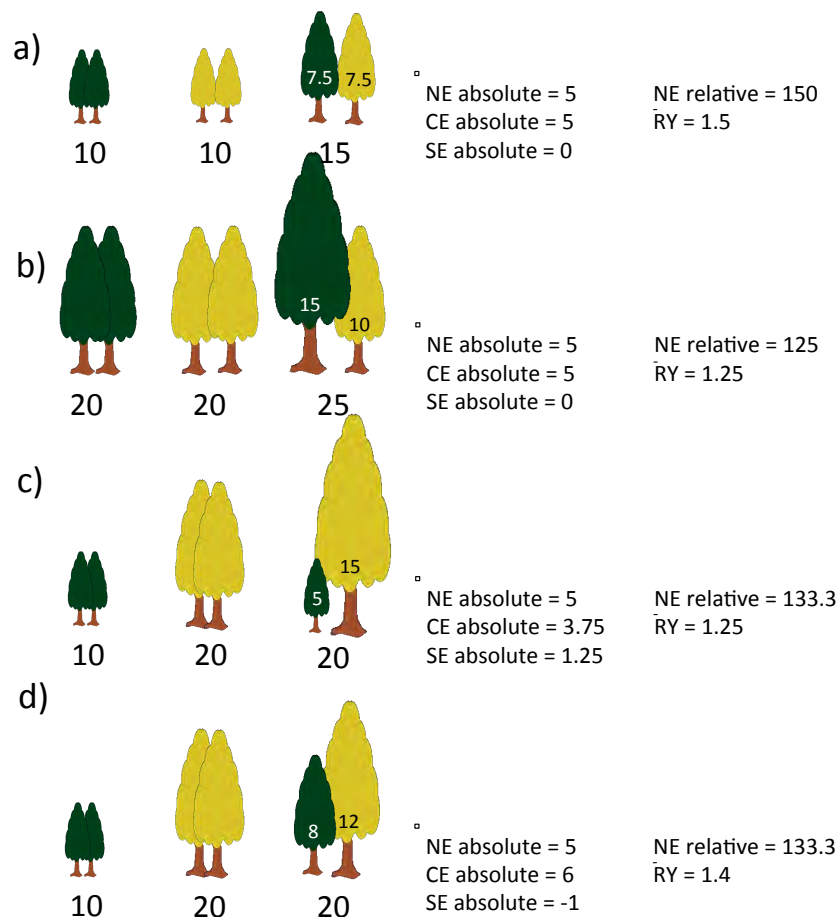 a)
7.5 7.5
10 10 15
NE absolute = 5 NE relative = 150
CE absolute = 5 RY = 1.5
SE absolute = 0
b)
15 10
20 20 25
NE absolute = 5 NE relative = 125
CE absolute = 5 RY = 1.25
SE absolute = 0
c)
5 15
10 20 20
NE absolute = 5 NE relative = 133.3
CE absolute = 3.75 RY = 1.25
SE absolute = 1.25
d)
8 12
10 20 20
NE absolute = 5 NE relative = 133.3
CE absolute = 6 RY = 1.4
SE absolute = -1